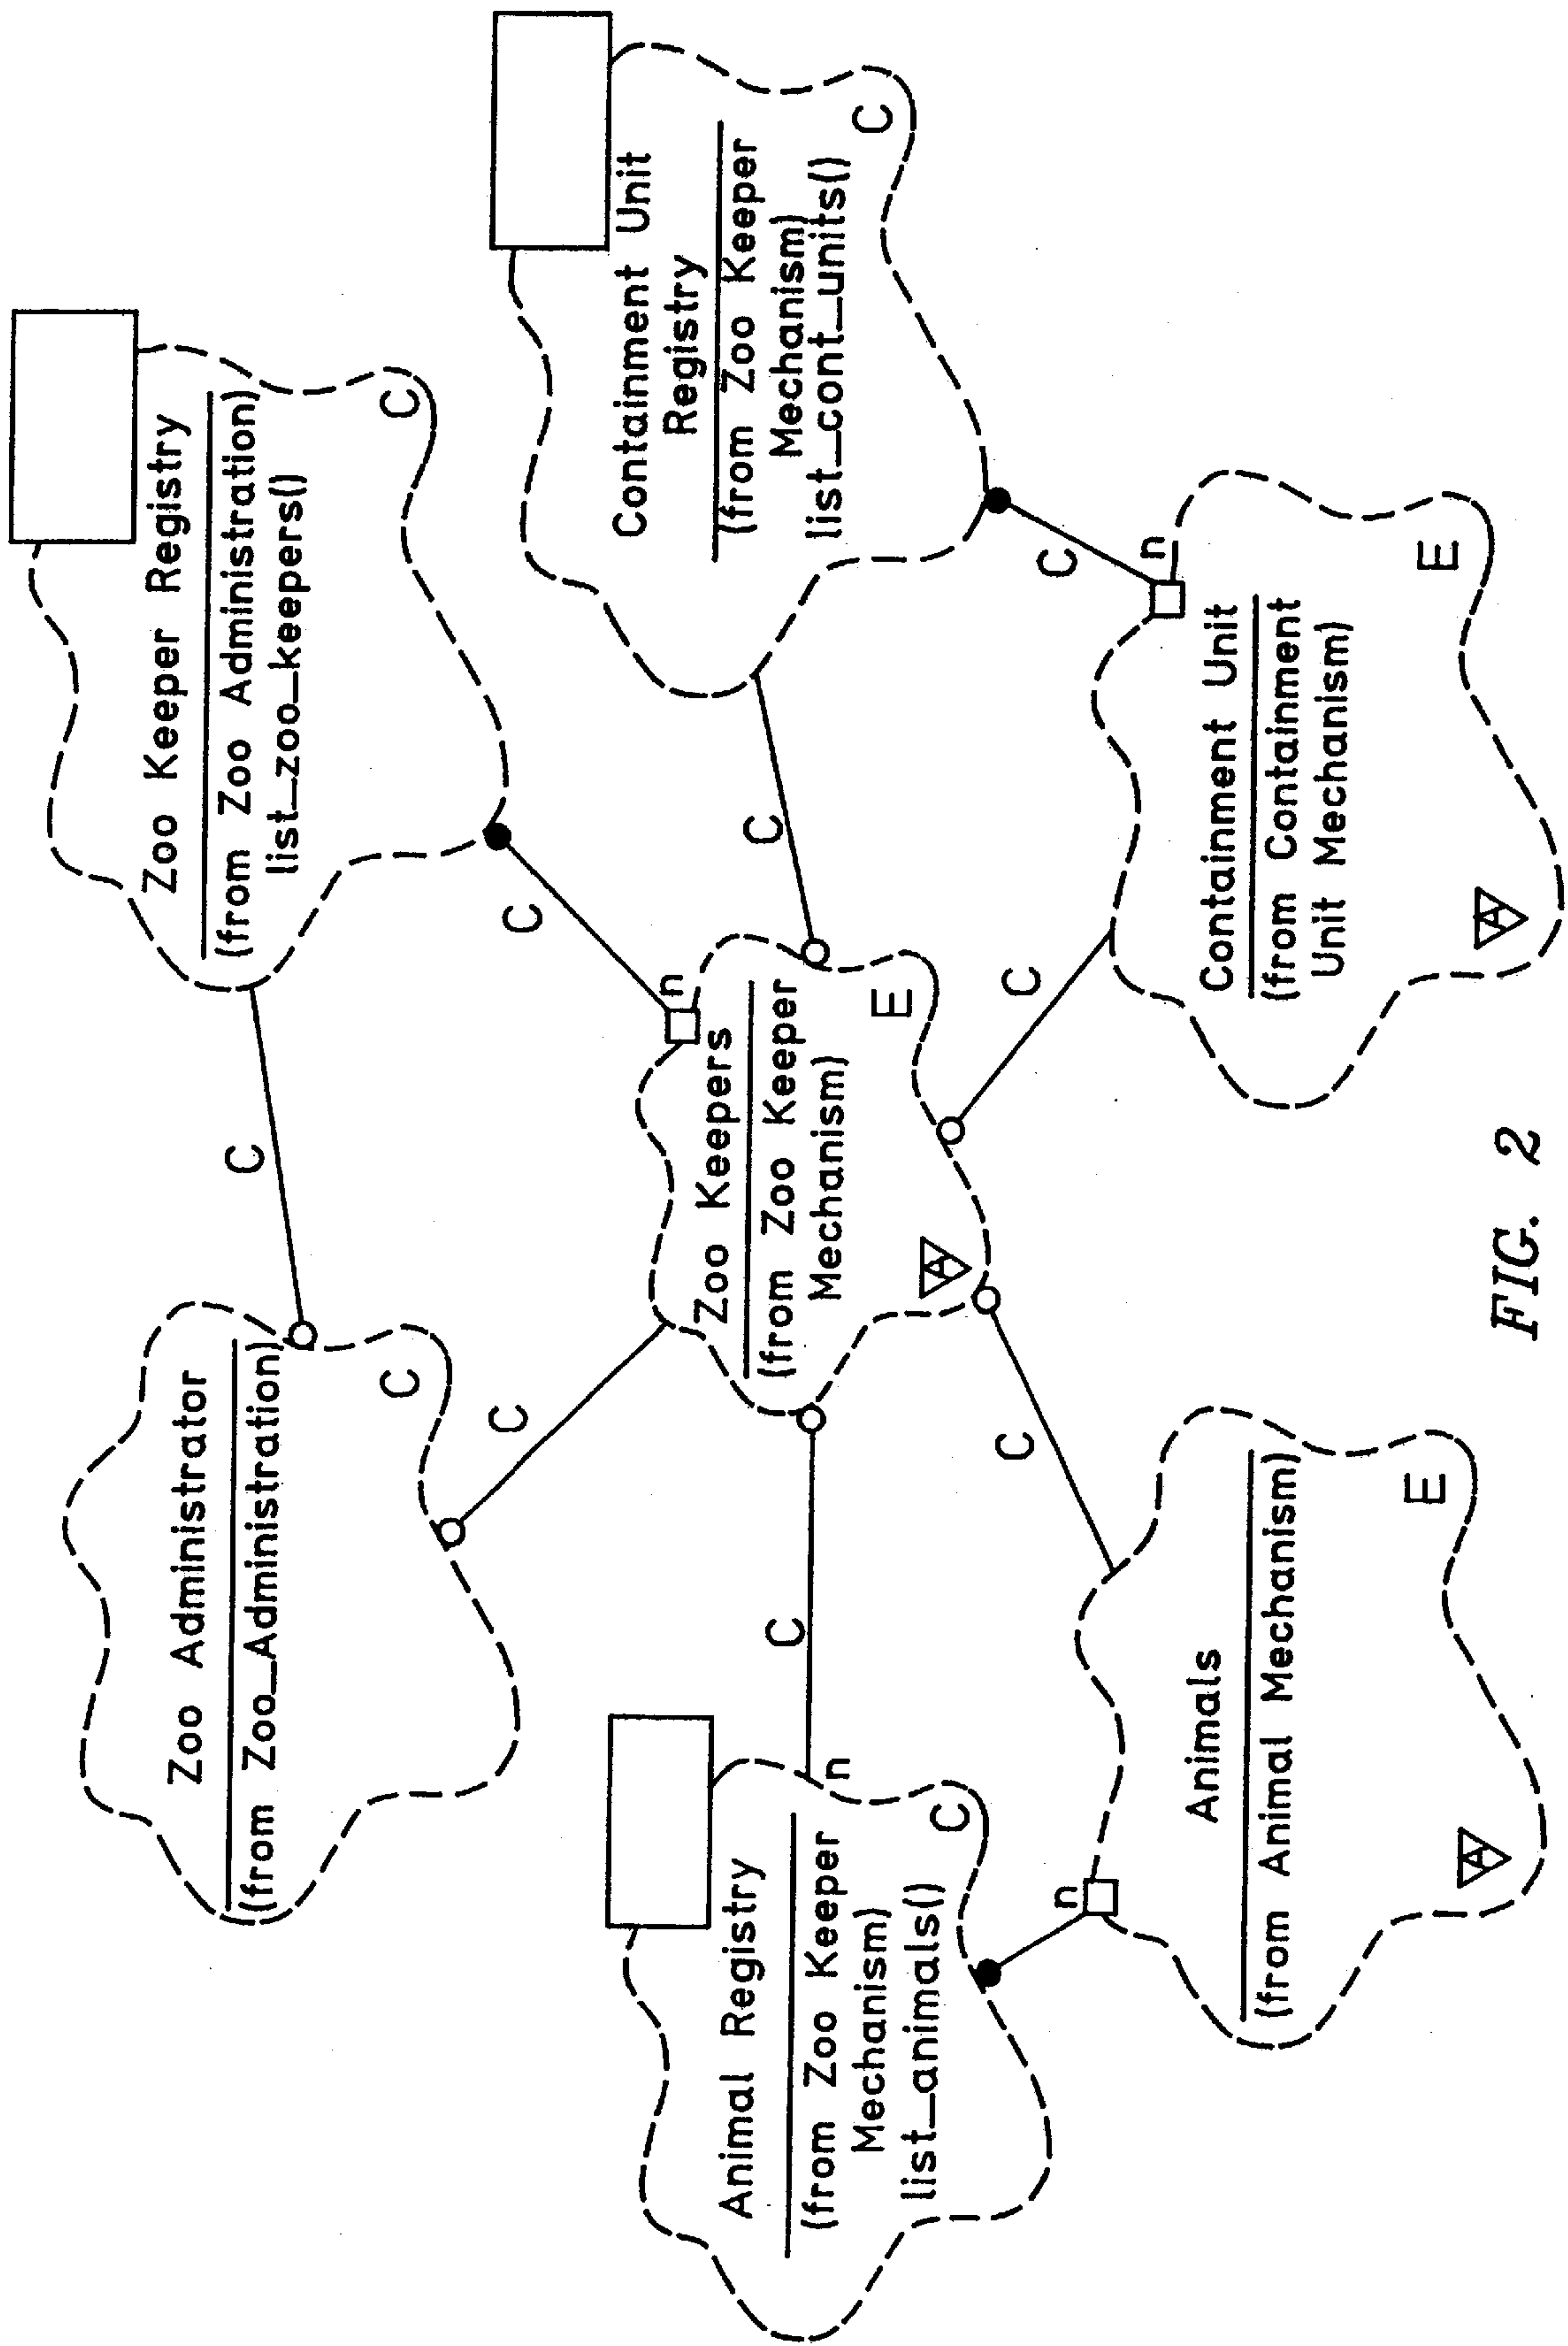 Zoo Administrator
(from Zoo_Administration)
C
C
Zoo Keeper Registry
(from Zoo Administration)
list_zoo_keepers()
C
C
C
n
Animal Registry
(from Zoo Keeper
Mechanism)
list_animals()
C
n
C
Zoo Keepers
(from Zoo Keeper
Mechanism)
E
A
C
Containment Unit
Registry
(from Zoo Keeper
Mechanism)
list_cont_units()
C
n
C
C
C
n
Animals
(from Animal Mechanism)
E
A
Containment Unit
(from Containment
Unit Mechanism)
E
A
FIG. 2